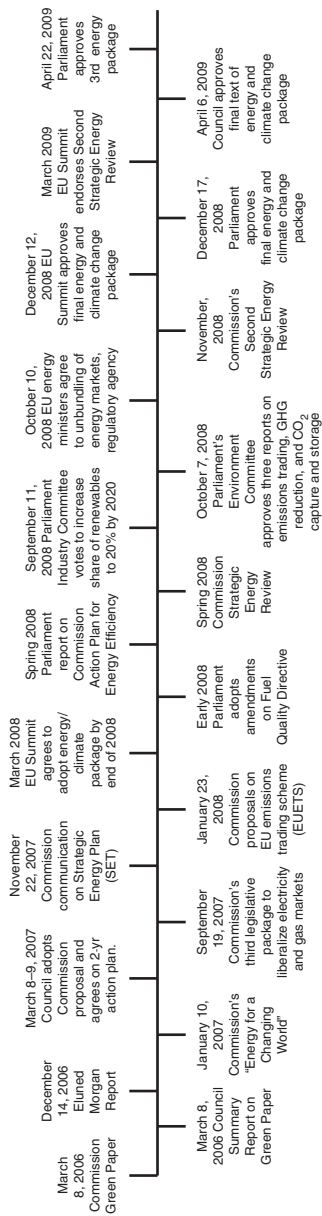 March
8, 2006
Commission
Green Paper
March 8,
2006 Council
Summary
Report on
Green Paper
December
14, 2006
Eluned
Morgan
Report
January 10,
2007
Commission's
"Energy for a
Changing
World"
March 8–9, 2007
Council adopts
Commission
proposal and
agrees on 2-yr
action plan.
September
19, 2007
Commission's
third legislative
package to
liberalize electricity
and gas markets
November
22, 2007
Commission
communication
on Strategic
Energy Plan
(SET)
January 23,
2008
Commission
proposals on
EU emissions
trading scheme
(EUETS)
March 2008
EU Summit
agrees to
adopt energy/
climate
package by
end of 2008
Early 2008
Parliament
adopts
amendments
on Fuel
Quality Directive
Spring 2008
Parliament
report on
Commission
Action Plan for
Energy Efficiency
Spring 2008
Commission
Strategic
Energy
Review
September 11,
2008 Parliament
Industry Committee
votes to increase
share of renewables
to 20% by 2020
October 7, 2008
Parliament's
Environment
Committee
approves three reports on
emissions trading, GHG
reduction, and CO2
capture and storage
October 10,
2008 EU energy
ministers agree
to unbundling of
energy markets,
regulatory agency
November,
2008
Commission's
Second
Strategic Energy
Review
December 12,
2008 EU
Summit approves
final energy and
climate change
package
December 17,
2008
Parliament
approves
final energy and
climate change
package
March 2009
EU Summit
endorses Second
Strategic Energy
Review
April 6, 2009
Council approves
final text of
energy and
climate change
package
April 22, 2009
Parliament
approves
3rd energy
package